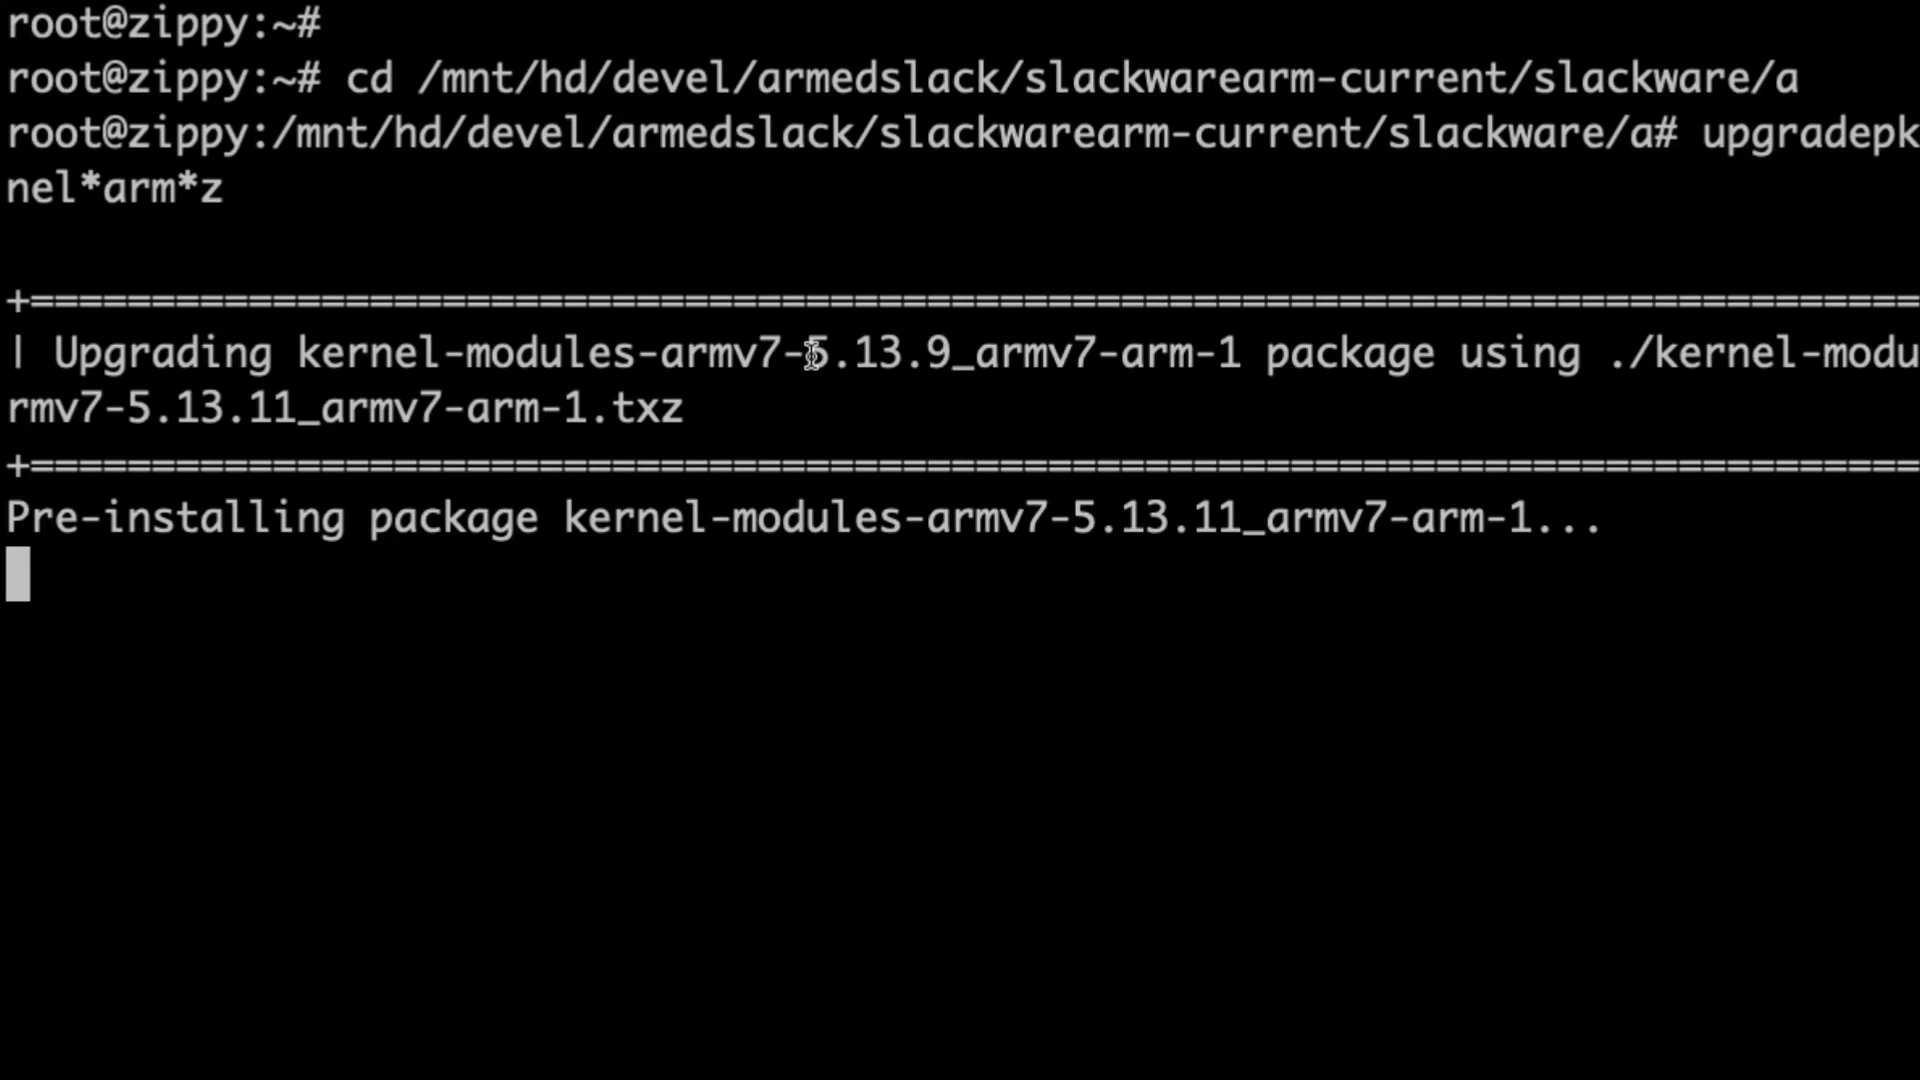 root@zippy:~#
root@zippy:~# cd /mnt/hd/devel/armedslack/slackwarearm-current/slackware/a
root@zippy:/mnt/hd/devel/armedslack/slackwarearm-current/slackware/a# upgradepk
nel*arm*z
+==============================================================================
| Upgrading kernel-modules-armv7-5.13.9_armv7-arm-1 package using ./kernel-modu
rmv7-5.13.11_armv7-arm-1.txz
+==============================================================================
Pre-installing package kernel-modules-armv7-5.13.11_armv7-arm-1...